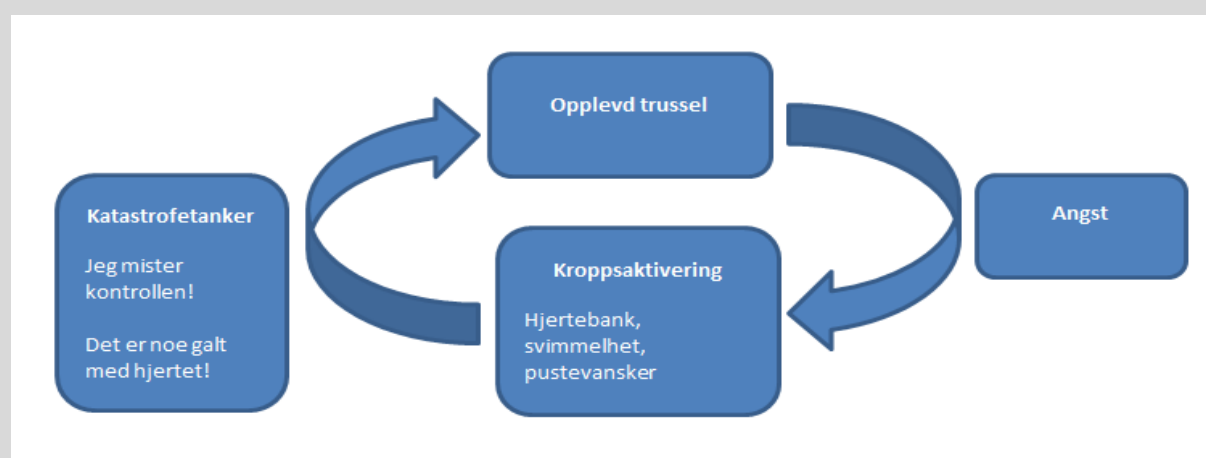 Opplevd trussel
Angst
Kroppsaktivering
Hjertebank,
svimmelhet,
pustevansker
Katastrofetanker
Jeg mister
kontrollen!
Det er noe galt
med hjertet!